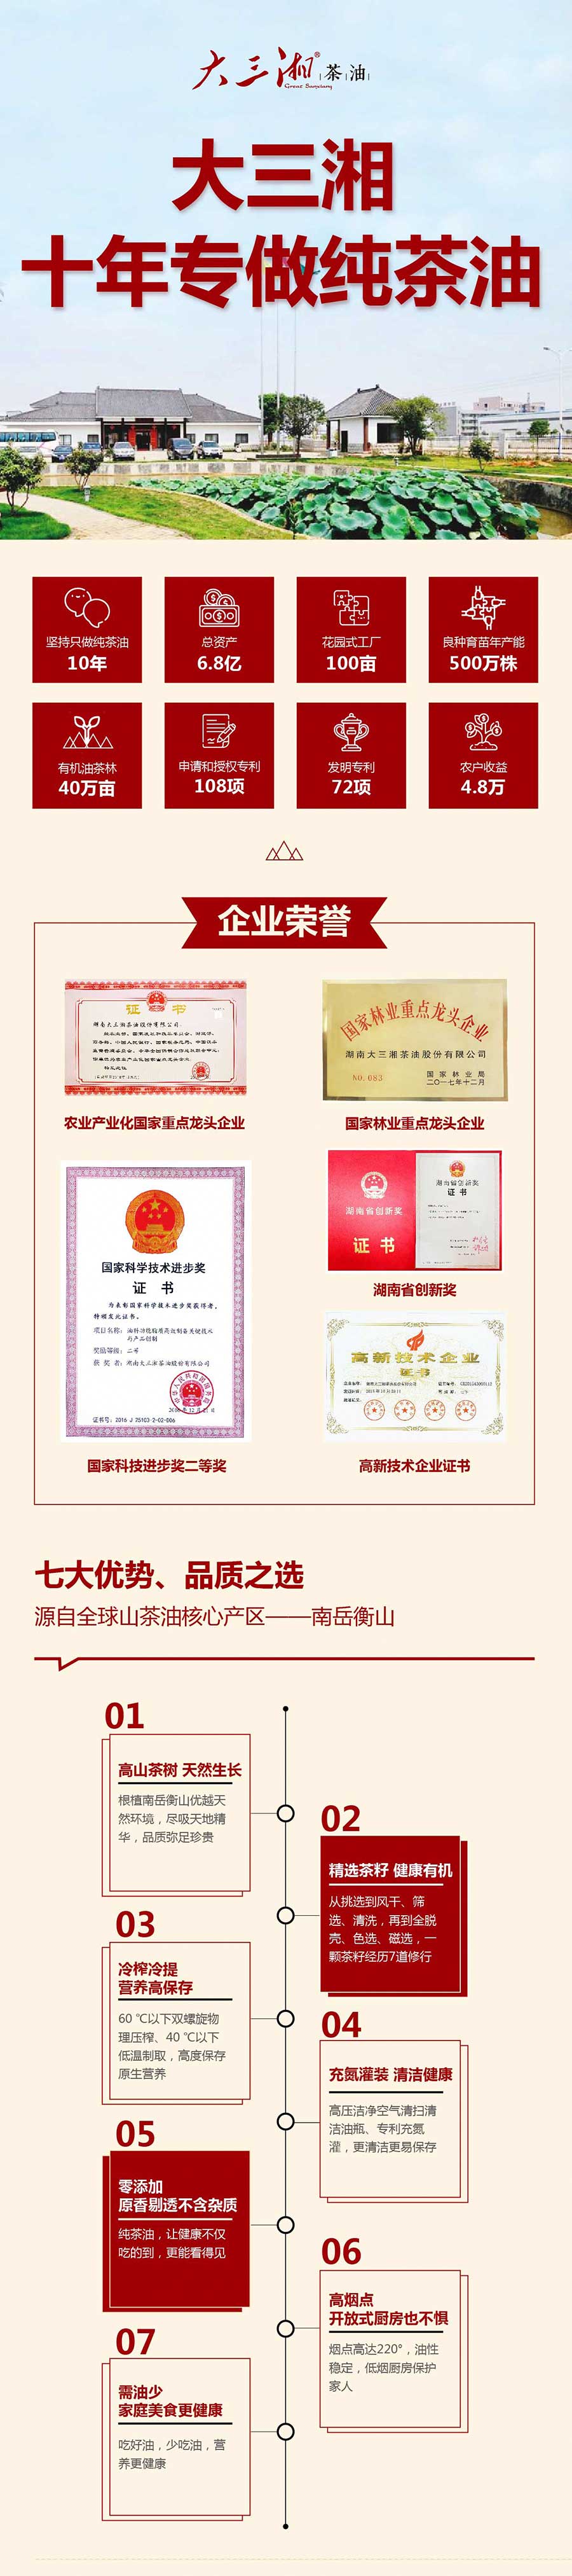 大三湘®|茶|油|
Great Sanxiang
大三湘
十年专做纯茶油
坚持只做纯茶油
10年
总资产
6.8亿
花园式工厂
100亩
良种育苗年产能
500万株
有机油茶林
40万亩
申请和授权专利
108项
发明专利
72项
农户收益
4.8万
企业荣誉
证 书
湖南大三湘茶油股份有限公司:
农业产业化国家重点龙头企业
国家林业重点龙头企业
湖南大三湘茶油股份有限公司
NO.083
国家林业局
二〇一七年十二月
国家林业重点龙头企业
国家科学技术进步奖
证 书
为表彰国家科学技术进步奖获得者,
特颁发此证书。
奖励等级: 二等
获 奖 者: 湖南大三湘茶油股份有限公司
证书号: 2016 J 25103 2-02-006
国家科技进步奖二等奖
湖南省创新奖
证 书
湖南省创新奖
证 书
湖南省创新奖
高新技术企业
证书
高新技术企业证书
七大优势、品质之选
源自全球山茶油核心产区——南岳衡山
01
高山茶树 天然生长
根植南岳衡山优越天
然环境,尽吸天地精
华,品质弥足珍贵
02
精选茶籽 健康有机
从挑选到风干、筛
选、清洗,再到全脱
壳、色选、磁选,一
颗茶籽经历7道修行
03
冷榨冷提
营养高保存
60 ℃以下双螺旋物
理压榨、40 ℃以下
低温制取,高度保存
原生营养
04
充氮灌装 清洁健康
高压洁净空气清扫清
洁油瓶、专利充氮
灌,更清洁更易保存
05
零添加
原香剔透不含杂质
纯茶油,让健康不仅
吃的到,更能看得见
06
高烟点
开放式厨房也不惧
烟点高达220°,油性
稳定,低烟厨房保护
家人
07
需油少
家庭美食更健康
吃好油,少吃油,营
养更健康